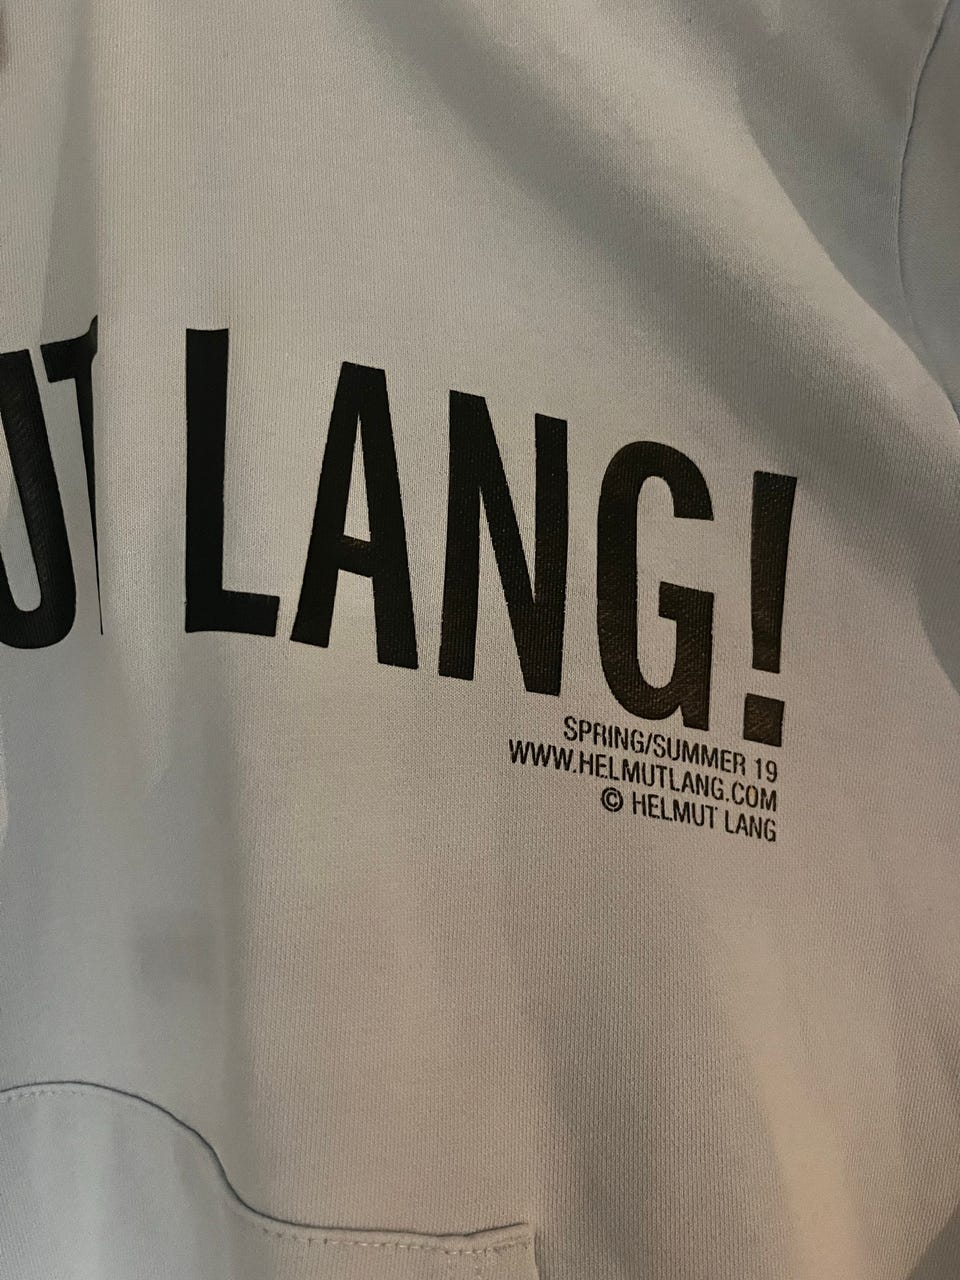 UT LANG!
SPRING/SUMMER 19
WWW.HELMUTLANG.COM
© HELMUT LANG